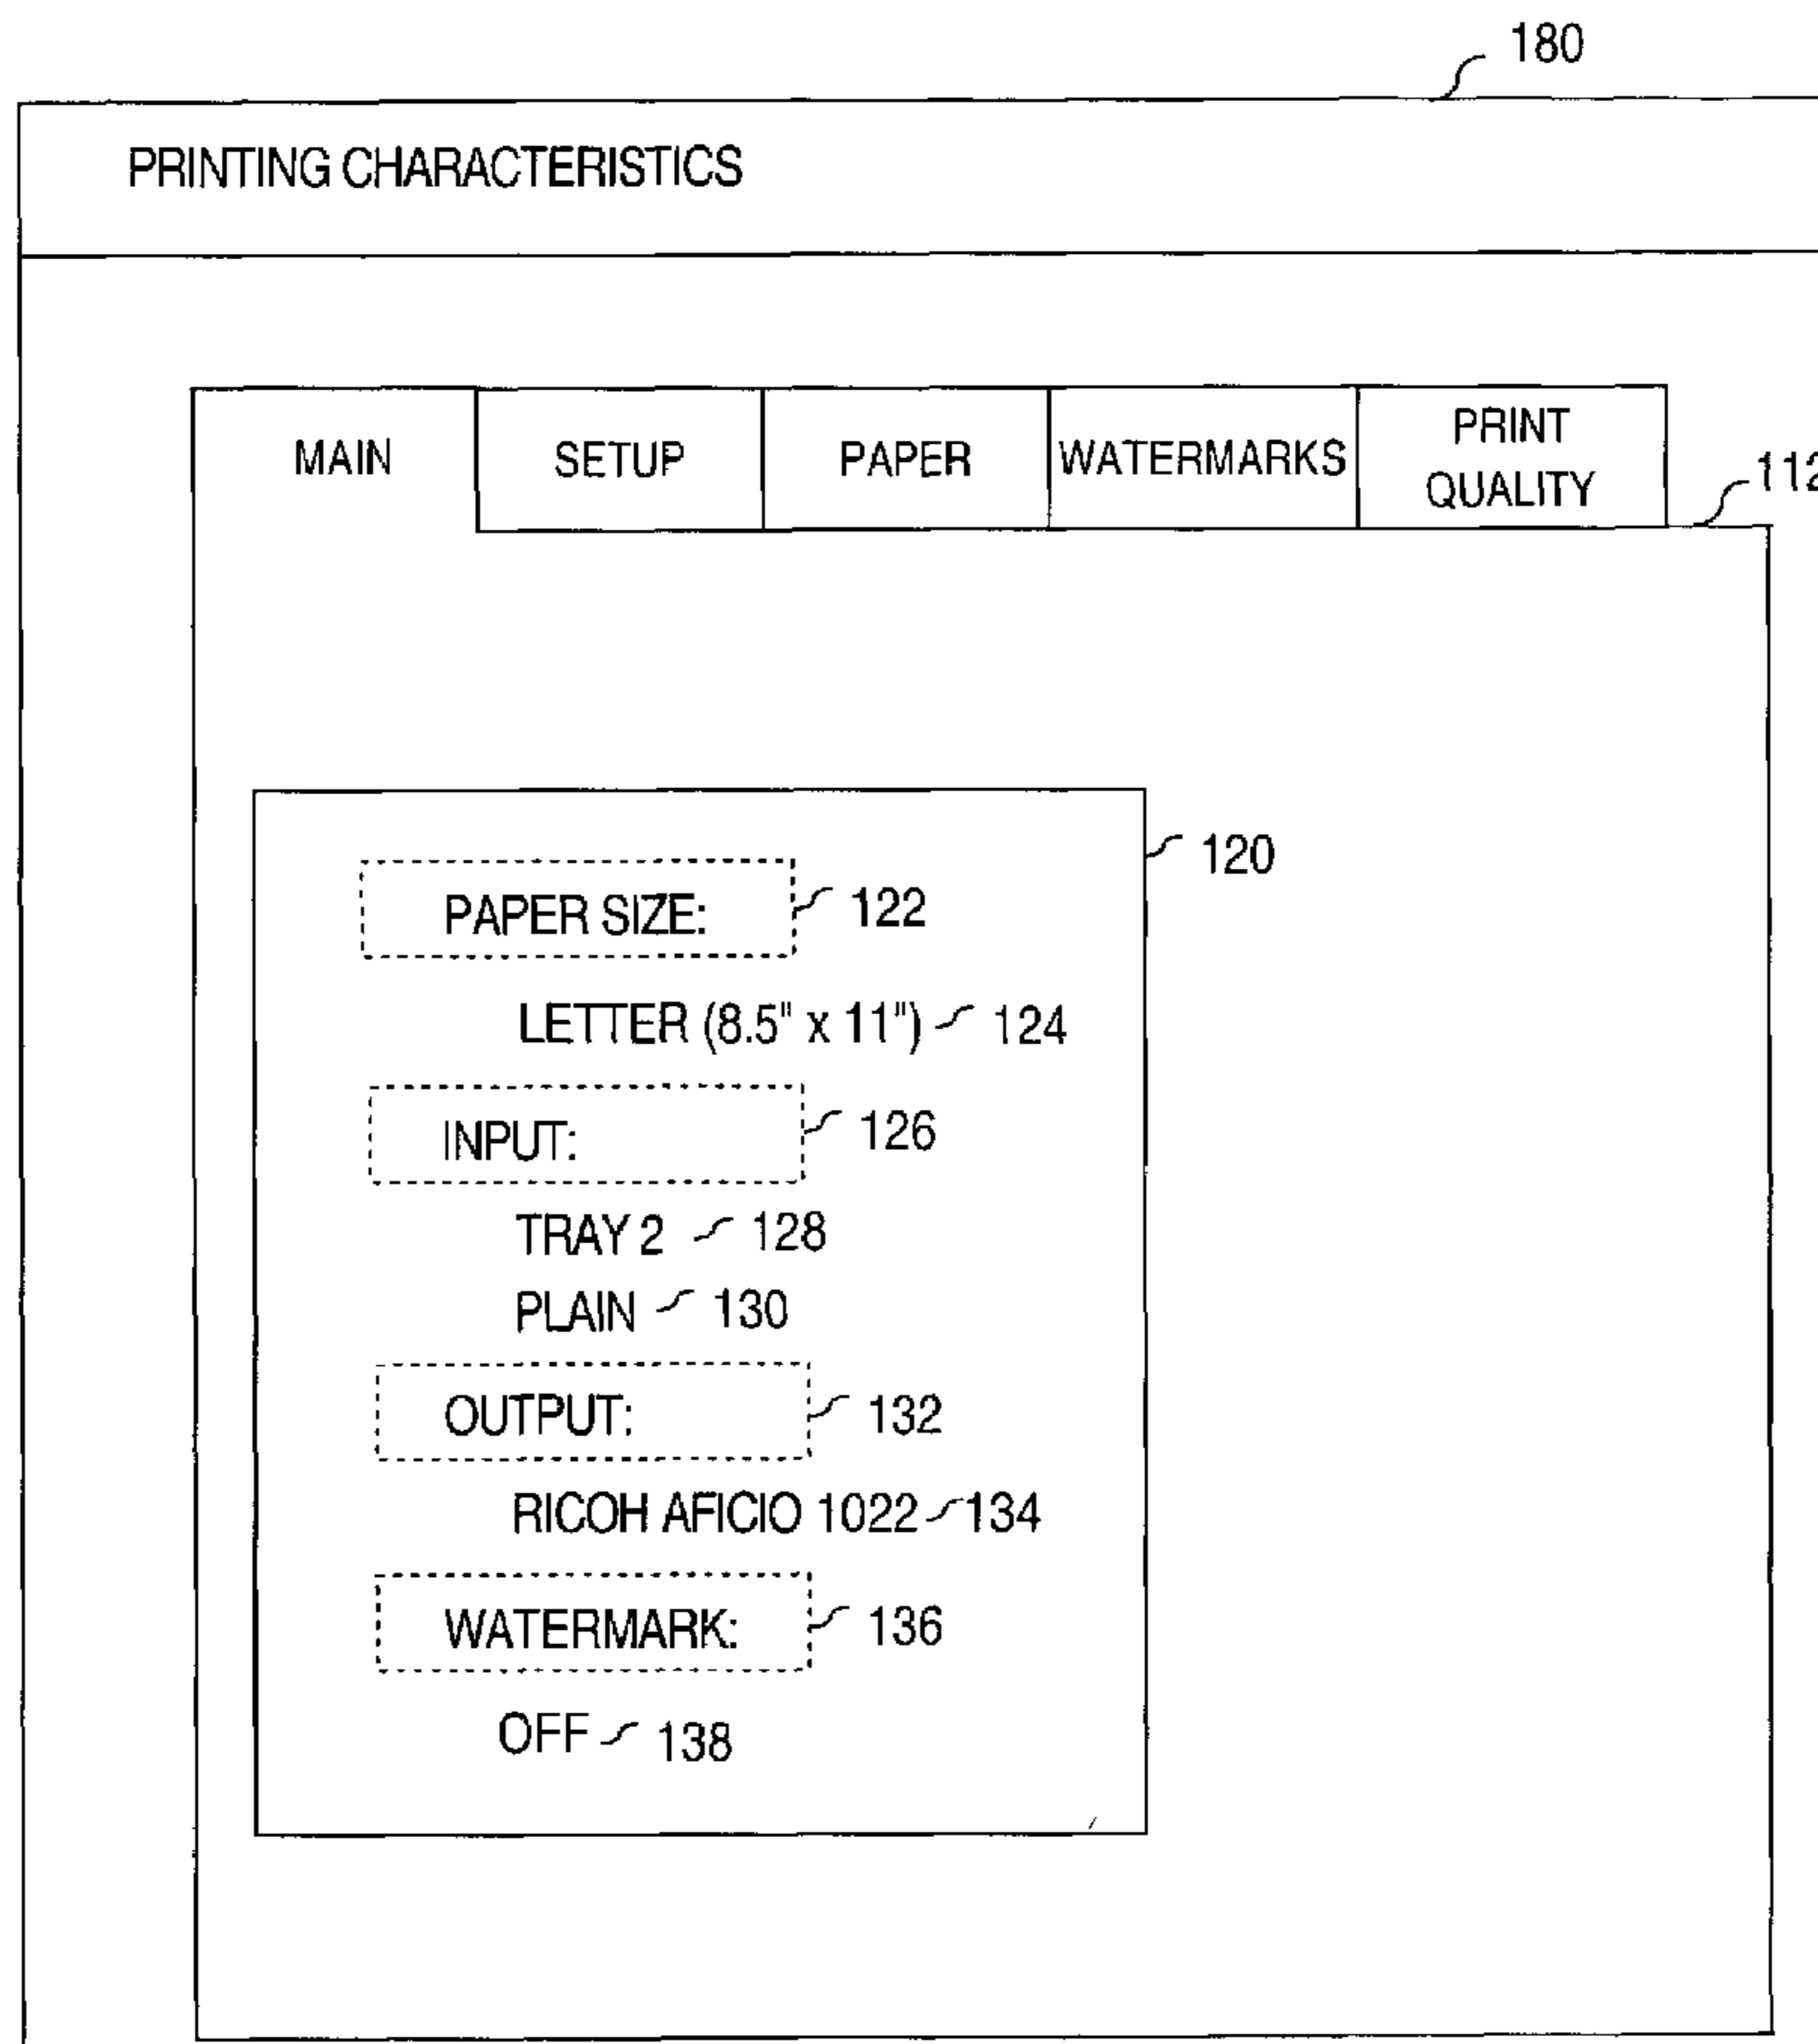 180
PRINTING CHARACTERISTICS
MAIN SETUP PAPER WATERMARKS PRINT QUALITY
112
120
PAPER SIZE: 122
LETTER (8.5" x 11") 124
INPUT: 126
TRAY 2 128
PLAIN 130
OUTPUT: 132
RICOH AFICIO 1022 134
WATERMARK: 136
OFF 138